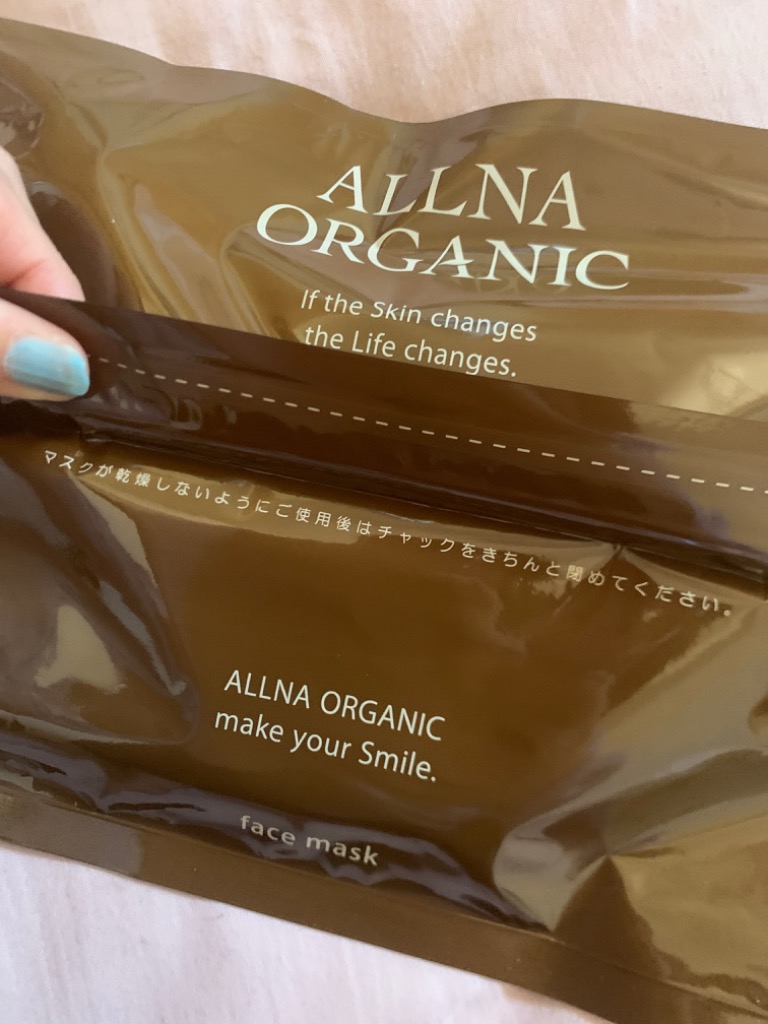 ALLNA
ORGANIC
If the Skin changes
the Life changes.
マスクが乾燥しないようにご使用後はチャックをきちんと閉めてください。
ALLNA ORGANIC
make your Smile.
face mask